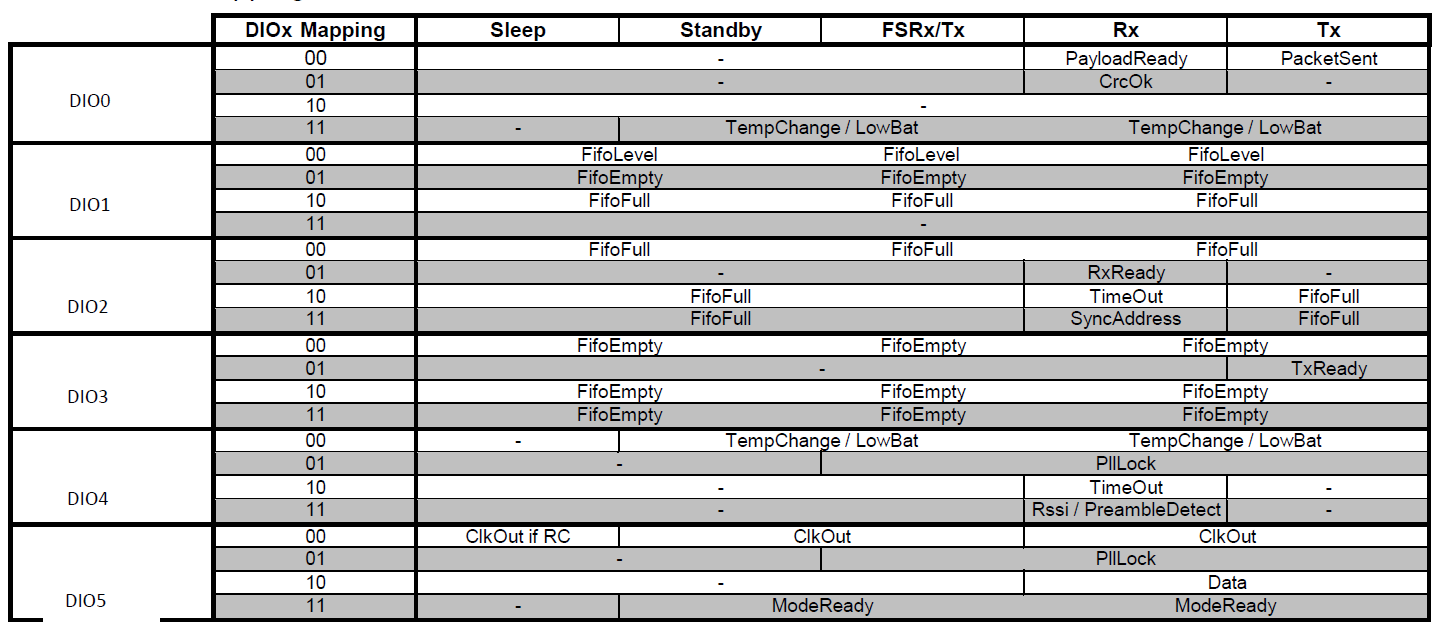 DIOx Mapping Sleep Standby FSRx/Tx Rx Tx
DIO0
00 - PayloadReady PacketSent
01 - CrcOk -
10 -
11 - TempChange / LowBat TempChange / LowBat
DIO1
00 FifoLevel FifoLevel FifoLevel
01 FifoEmpty FifoEmpty FifoEmpty
10 FifoFull FifoFull FifoFull
11 -
DIO2
00 FifoFull FifoFull FifoFull
01 - RxReady -
10 FifoFull TimeOut FifoFull
11 FifoFull SyncAddress FifoFull
DIO3
00 FifoEmpty FifoEmpty FifoEmpty
01 - TxReady
10 FifoEmpty FifoEmpty FifoEmpty
11 FifoEmpty FifoEmpty FifoEmpty
DIO4
00 - TempChange / LowBat TempChange / LowBat
01 - PllLock
10 - TimeOut -
11 - Rssi / PreambleDetect -
DIO5
00 ClkOut if RC ClkOut ClkOut
01 - PllLock
10 - Data
11 - ModeReady ModeReady